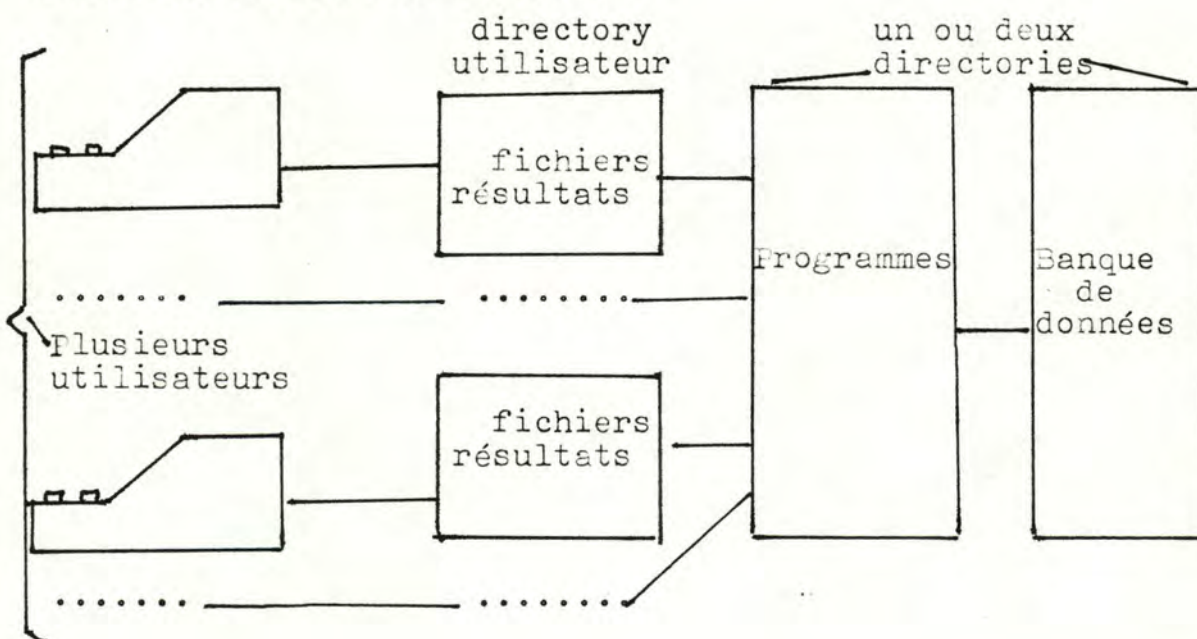 directory
utilisateur
un ou deux
directories
fichiers
résultats
Programmes
Banque
de
données
Plusieurs
utilisateurs
fichiers
résultats